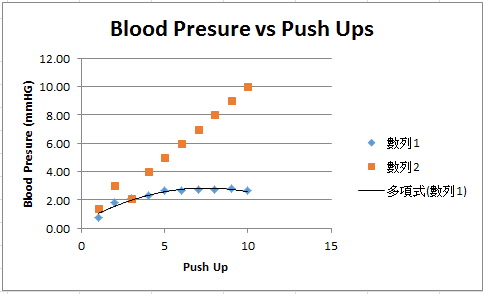 Blood Presure vs Push Ups
Blood Presure (mmHG)
12.00
10.00
8.00
6.00
4.00
2.00
0.00
0 5 10 15
Push Up
數列1
數列2
多項式(數列1)